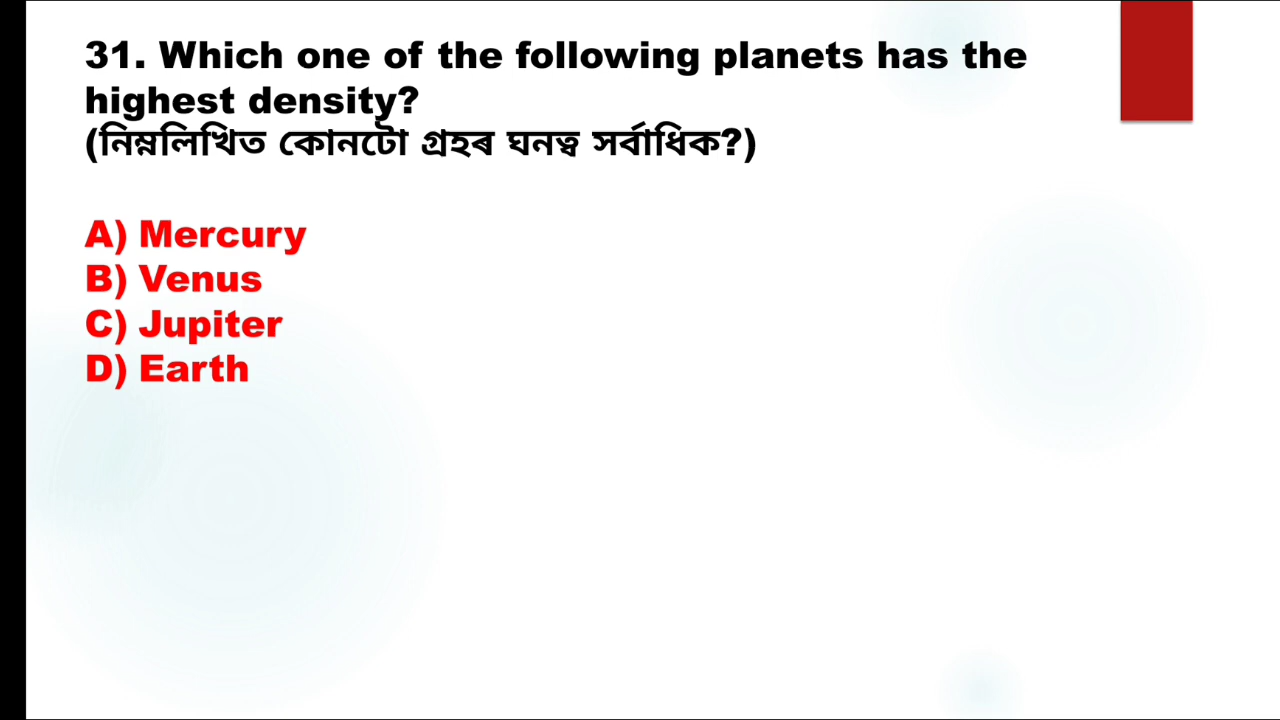 31. Which one of the following planets has the
highest density?
(নিম্নলিখিত কোনটো গ্ৰহৰ ঘনত্ব সৰ্বাধিক?)
A) Mercury
B) Venus
C) Jupiter
D) Earth